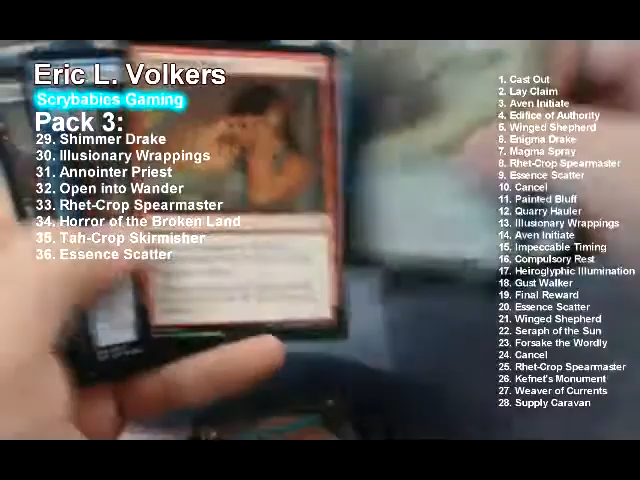 Eric L. Volkers
Scrybabies Gaming
Pack 3:
29. Shimmer Drake
30. Illusionary Wrappings
31. Annointer Priest
32. Open into Wander
33. Rhet-Crop Spearmaster
34. Horror of the Broken Land
35. Tah-Crop Skirmisher
36. Essence Scatter
1. Cast Out
2. Lay Claim
3. Aven Initiate
4. Edifice of Authority
5. Winged Shepherd
6. Enigma Drake
7. Magma Spray
8. Rhet-Crop Spearmaster
9. Essence Scatter
10. Cancel
11. Painted Bluff
12. Quarry Hauler
13. Illusionary Wrappings
14. Aven Initiate
15. Impeccable Timing
16. Compulsory Rest
17. Heiroglyphic Illumination
18. Gust Walker
19. Final Reward
20. Essence Scatter
21. Winged Shepherd
22. Seraph of the Sun
23. Forsake the Wordly
24. Cancel
25. Rhet-Crop Spearmaster
26. Kefnet's Monument
27. Weaver of Currents
28. Supply Caravan